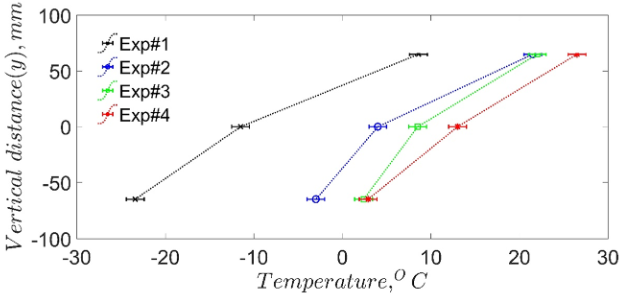 100
50
0
-50
-100
Vertical distance(y), mm
Exp#1
Exp#2
Exp#3
Exp#4
-30 -20 -10 0 10 20 30
Temperature,ᴼ C